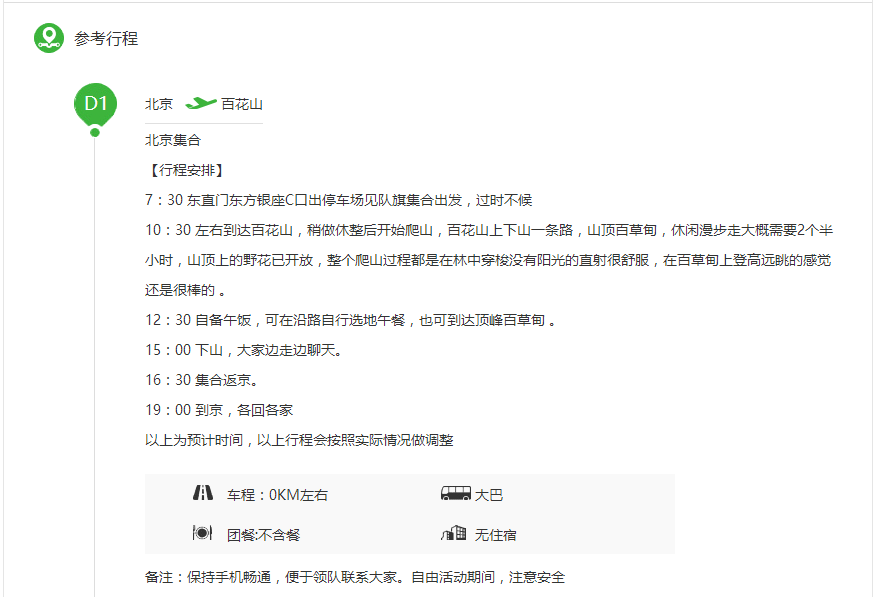 参考行程
D1
北京 百花山
北京集合
【行程安排】
7：30 东直门东方银座C口出停车场见队旗集合出发，过时不候
10：30 左右到达百花山，稍做休整后开始爬山，百花山上下山一条路，山顶百草甸，休闲漫步走大概需要2个半
小时，山顶上的野花已开放，整个爬山过程都是在林中穿梭没有阳光的直射很舒服，在百草甸上登高远眺的感觉
还是很棒的 。
12：30 自备午饭，可在沿路自行选地午餐，也可到达顶峰百草甸 。
15：00 下山，大家边走边聊天。
16：30 集合返京。
19：00 到京，各回各家
以上为预计时间，以上行程会按照实际情况做调整
车程：0KM左右 大巴
团餐:不含餐 无住宿
备注：保持手机畅通，便于领队联系大家。自由活动期间，注意安全